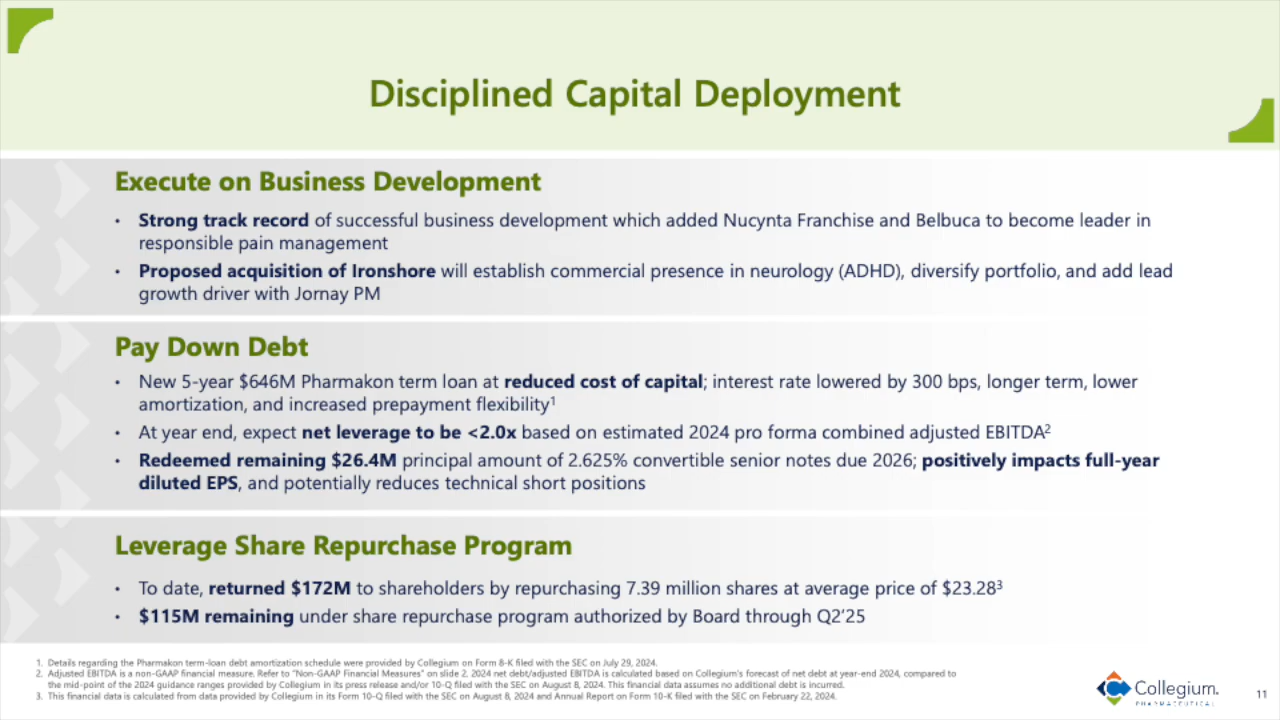 Disciplined Capital Deployment
Execute on Business Development
• Strong track record of successful business development which added Nucynta Franchise and Belbuca to become leader in
responsible pain management
• Proposed acquisition of Ironshore will establish commercial presence in neurology (ADHD), diversify portfolio, and add lead
growth driver with Jornay PM
Pay Down Debt
• New 5-year $646M Pharmakon term loan at reduced cost of capital; interest rate lowered by 300 bps, longer term, lower
amortization, and increased prepayment flexibility¹
• At year end, expect net leverage to be <2.0x based on estimated 2024 pro forma combined adjusted EBITDA²
• Redeemed remaining $26.4M principal amount of 2.625% convertible senior notes due 2026; positively impacts full-year
diluted EPS, and potentially reduces technical short positions
Leverage Share Repurchase Program
• To date, returned $172M to shareholders by repurchasing 7.39 million shares at average price of $23.28³
• $115M remaining under share repurchase program authorized by Board through Q2'25
1. Details regarding the Pharmakon term-loan debt amortization schedule were provided by Collegium on Form 8-K filed with the SEC on July 29, 2024.
2. Adjusted EBITDA is a non-GAAP financial measure. Refer to "Non-GAAP Financial Measures" on slide 2. 2024 net debt/adjusted EBITDA is calculated based on Collegium's forecast of net debt at year-end 2024, compared to
the mid-point of the 2024 guidance ranges provided by Collegium in its press release and/or 10-Q filed with the SEC on August 8, 2024. This financial data assumes no additional debt is incurred.
3. This financial data is calculated from data provided by Collegium in its Form 10-Q filed with the SEC on August 8, 2024 and Annual Report on Form 10-K filed with the SEC on February 22, 2024.
Collegium.
PHARMACEUTICAL
11